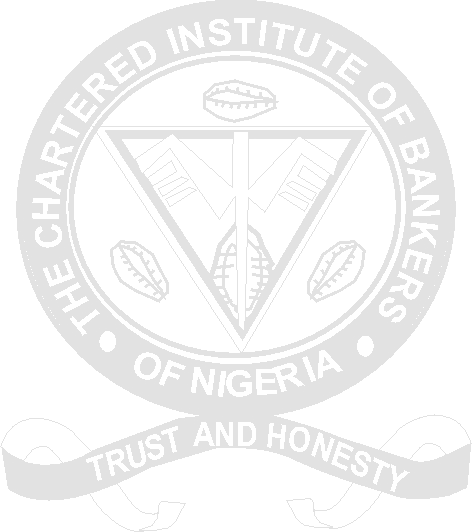 THE CHARTERED INSTITUTE OF BANKERS
OF NIGERIA
TRUST AND HONESTY